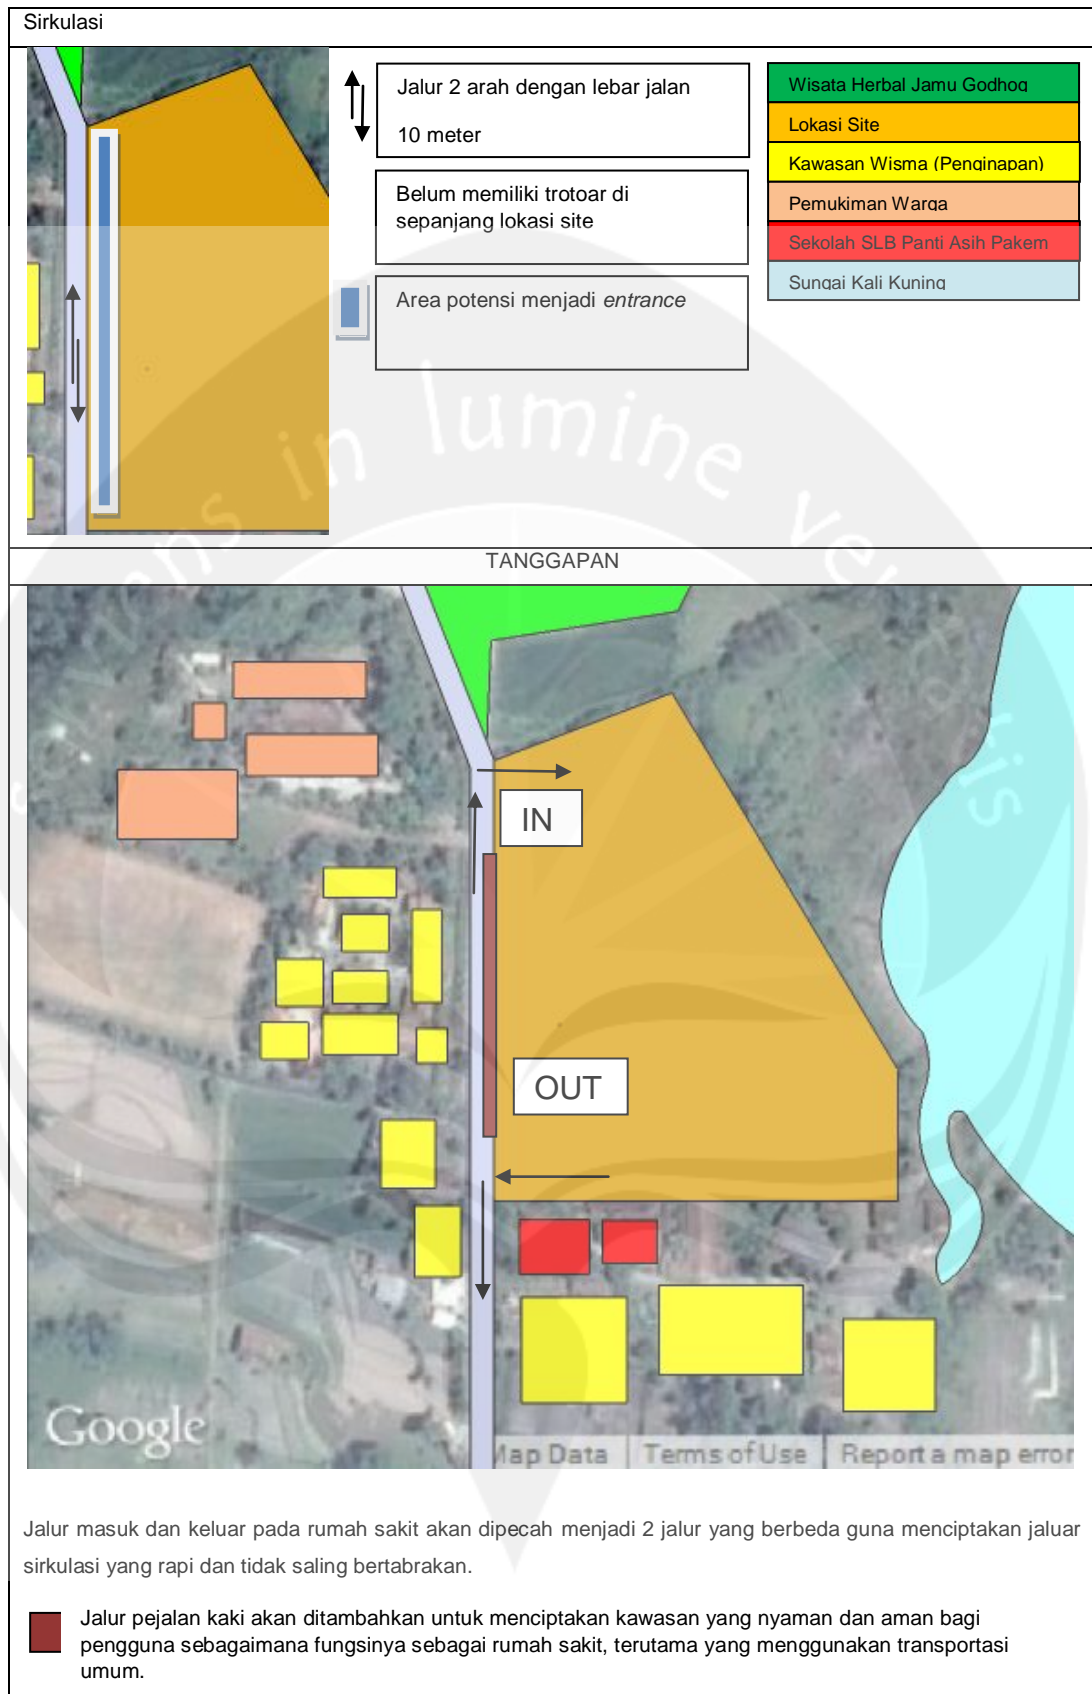 Sirkulasi
Jalur 2 arah dengan lebar jalan
10 meter
Belum memiliki trotoar di
sepanjang lokasi site
Area potensi menjadi entrance
Wisata Herbal Jamu Godhog
Lokasi Site
Kawasan Wisma (Penginapan)
Pemukiman Warga
Sekolah SLB Panti Asih Pakem
Sungai Kali Kuning
in lumine
TANGGAPAN
IN
OUT
Google
Map Data
Terms of Use
Report a map error
Jalur masuk dan keluar pada rumah sakit akan dipecah menjadi 2 jalur yang berbeda guna menciptakan jaluar
sirkulasi yang rapi dan tidak saling bertabrakan.
Jalur pejalan kaki akan ditambahkan untuk menciptakan kawasan yang nyaman dan aman bagi
pengguna sebagaimana fungsinya sebagai rumah sakit, terutama yang menggunakan transportasi
umum.